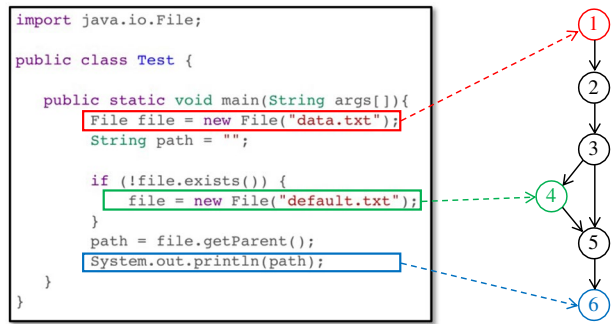 import java.io.File;
public class Test {
public static void main(String args[]){
File file = new File("data.txt");
String path = "";
if (!file.exists()) {
file = new File("default.txt");
}
path = file.getParent();
System.out.println(path);
}
}
1
2
3
4
5
6